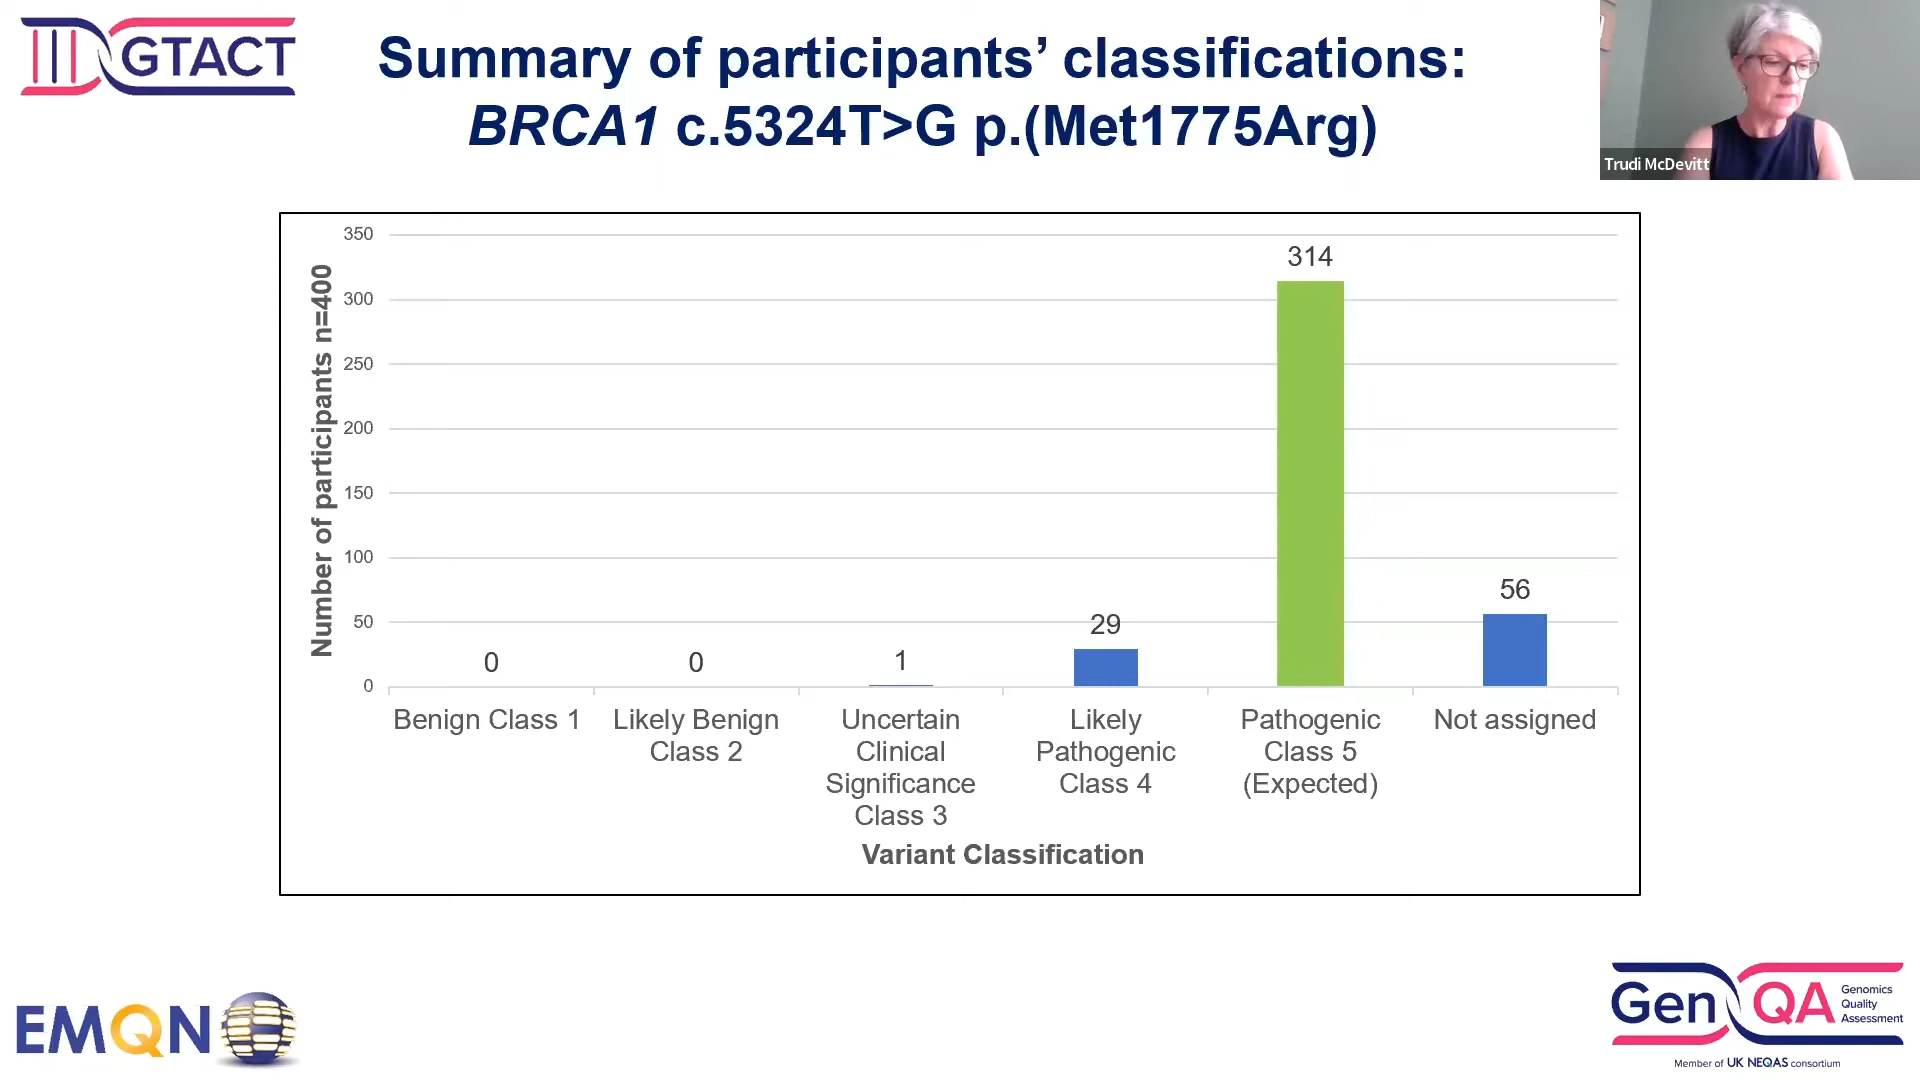 GTACT
Summary of participants’ classifications:
BRCA1 c.5324T>G p.(Met1775Arg)
Trudi McDevitt
Number of participants n=400
350
300
250
200
150
100
50
0
0
0
1
29
314
56
Benign Class 1
Likely Benign
Class 2
Uncertain
Clinical
Significance
Class 3
Likely
Pathogenic
Class 4
Pathogenic
Class 5
(Expected)
Not assigned
Variant Classification
EMQN
GenQA
Genomics
Quality
Assessment
Member of UK NEQAS consortium